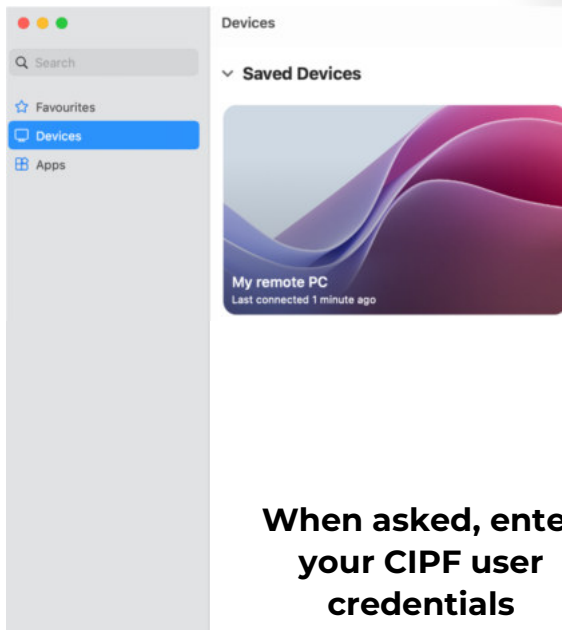 Devices
Search
Saved Devices
Favourites
Devices
Apps
My remote PC
Last connected 1 minute ago
When asked,
your CIPF user
credentials